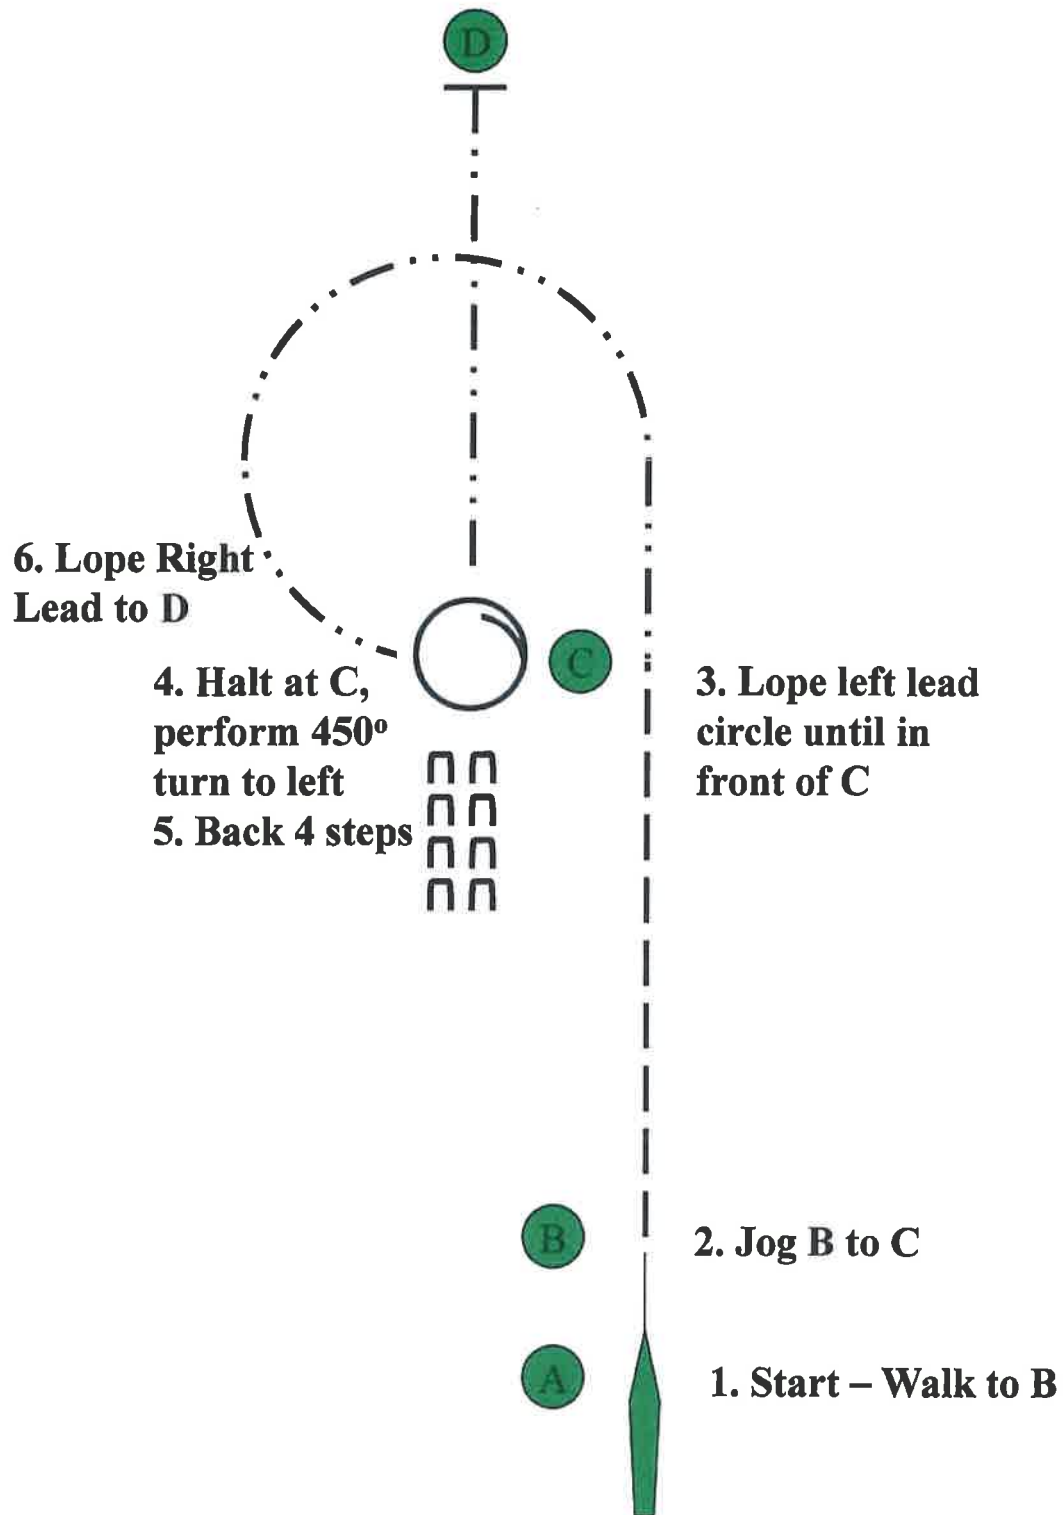 D
6. Lope Right
Lead to D
C
4. Halt at C,
perform 450º
turn to left
5. Back 4 steps
3. Lope left lead
circle until in
front of C
B
2. Jog B to C
A
1. Start – Walk to B